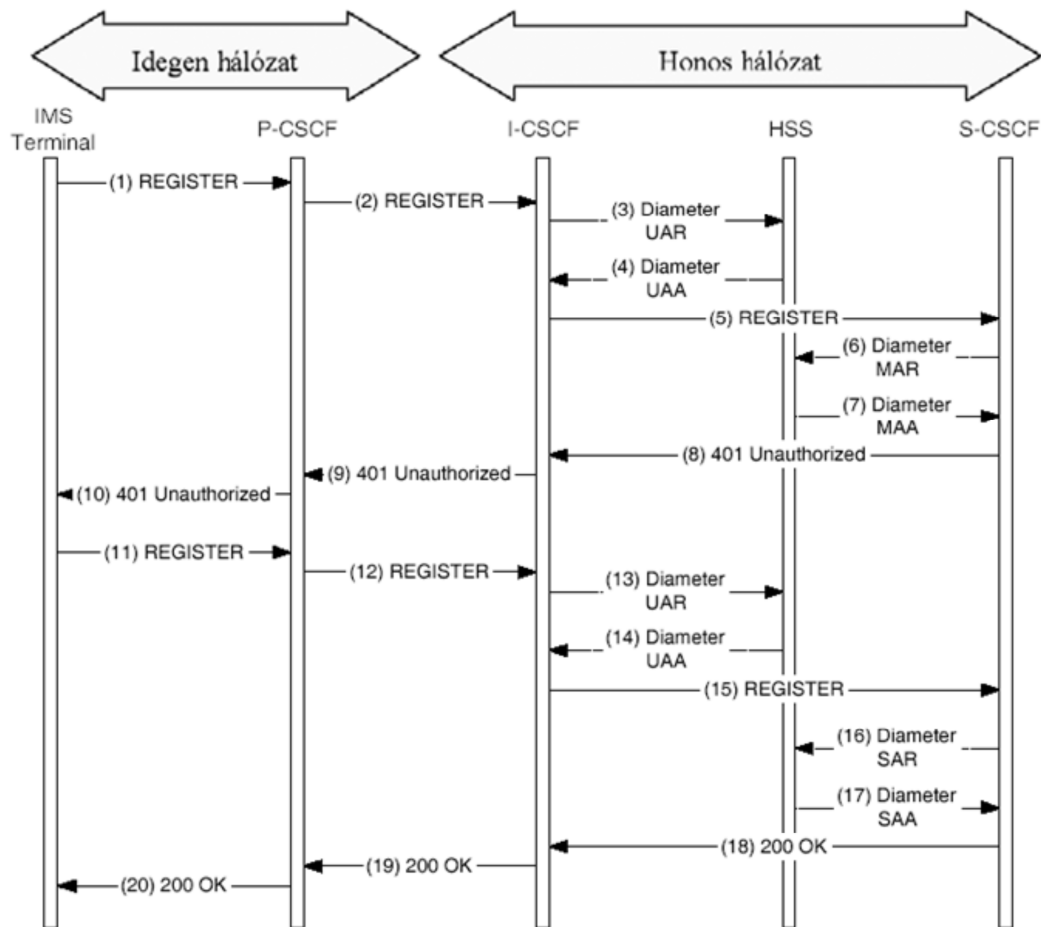 Idegen hálózat
Honos hálózat
IMS
Terminal
P-CSCF
I-CSCF
HSS
S-CSCF
(1) REGISTER
(2) REGISTER
(3) Diameter
UAR
(4) Diameter
UAA
(5) REGISTER
(6) Diameter
MAR
(7) Diameter
MAA
(8) 401 Unauthorized
(9) 401 Unauthorized
(10) 401 Unauthorized
(11) REGISTER
(12) REGISTER
(13) Diameter
UAR
(14) Diameter
UAA
(15) REGISTER
(16) Diameter
SAR
(17) Diameter
SAA
(18) 200 OK
(19) 200 OK
(20) 200 OK